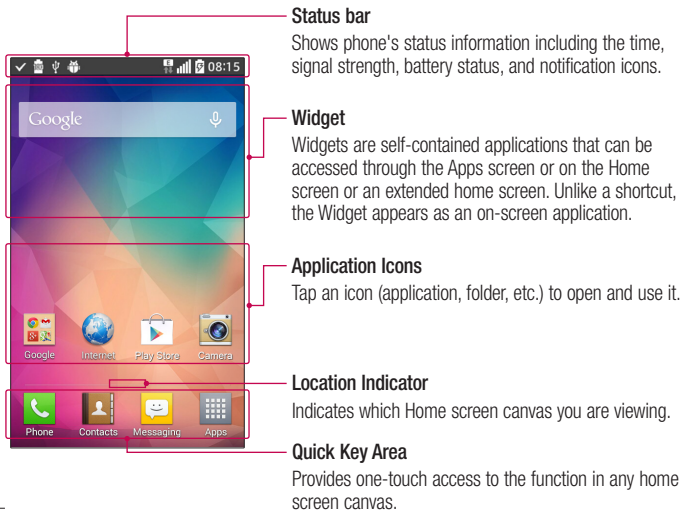 Status bar
Shows phone's status information including the time,
signal strength, battery status, and notification icons.
08:15
Google
Widget
Widgets are self-contained applications that can be
accessed through the Apps screen or on the Home
screen or an extended home screen. Unlike a shortcut,
the Widget appears as an on-screen application.
Application Icons
Tap an icon (application, folder, etc.) to open and use it.
Google Internet Play Store Camera
Location Indicator
Indicates which Home screen canvas you are viewing.
Phone Contacts Messaging Apps
Quick Key Area
Provides one-touch access to the function in any home
screen canvas.